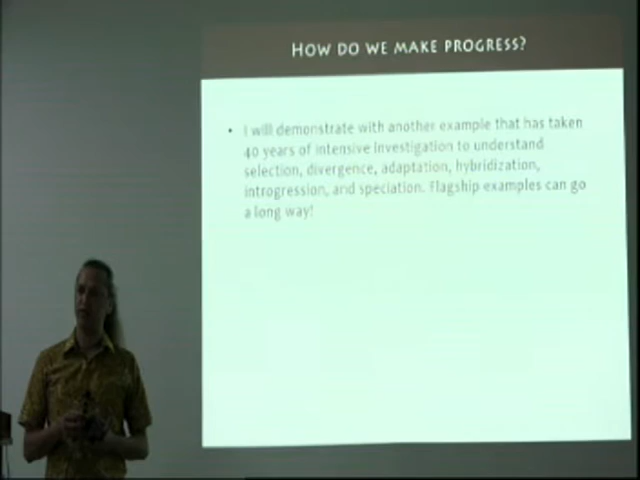 HOW DO WE MAKE PROGRESS?
• I will demonstrate with another example that has taken
40 years of intensive investigation to understand
selection, divergence, adaptation, hybridization,
introgression, and speciation. Flagship examples can go
a long way!